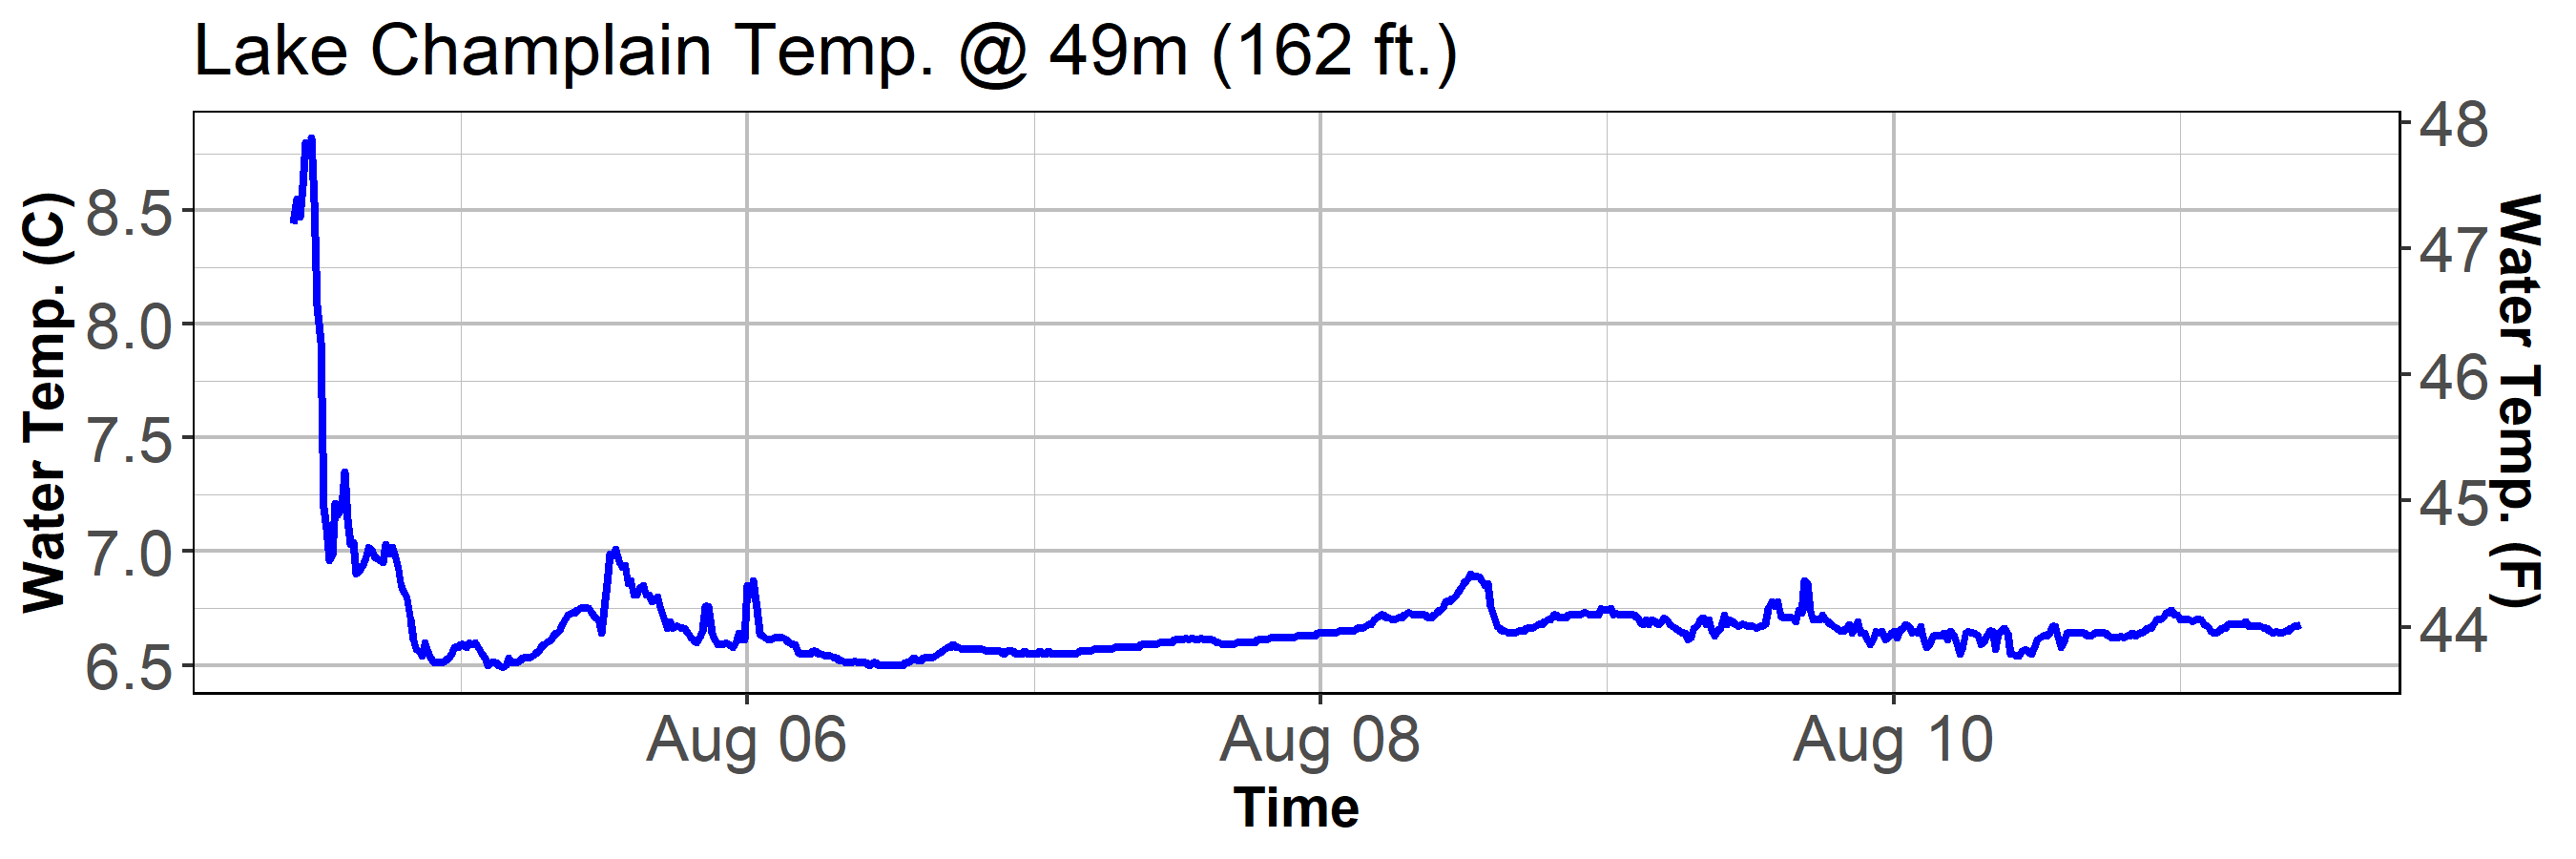 Lake Champlain Temp. @ 49m (162 ft.)
Water Temp. (C)
8.5
8.0
7.5
7.0
6.5
48
47
46
45
44
Water Temp. (F)
Aug 06
Aug 08
Aug 10
Time